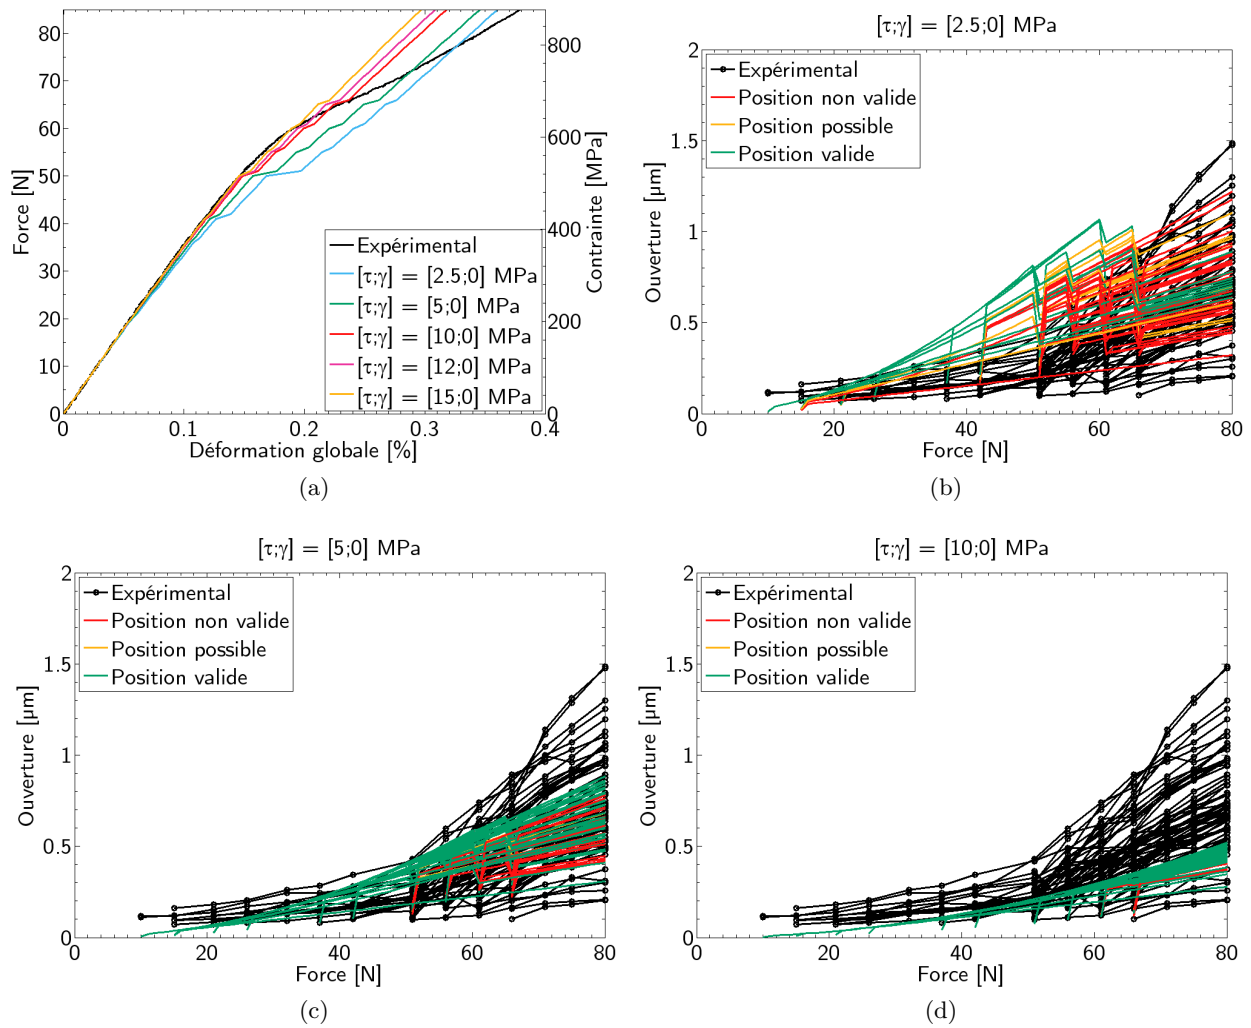 80
70
60
50
40
30
20
10
0
Force [N]
800
600
400
200
0
Contrainte [MPa]
Expérimental
[τ;γ] = [2.5;0] MPa
[τ;γ] = [5;0] MPa
[τ;γ] = [10;0] MPa
[τ;γ] = [12;0] MPa
[τ;γ] = [15;0] MPa
0 0.1 0.2 0.3 0.4
Déformation globale [%]
(a)
[τ;γ] = [2.5;0] MPa
2
1.5
1
0.5
0
Ouverture [µm]
Expérimental
Position non valide
Position possible
Position valide
0 20 40 60 80
Force [N]
(b)
[τ;γ] = [5;0] MPa
2
1.5
1
0.5
0
Ouverture [µm]
Expérimental
Position non valide
Position possible
Position valide
0 20 40 60 80
Force [N]
(c)
[τ;γ] = [10;0] MPa
2
1.5
1
0.5
0
Ouverture [µm]
Expérimental
Position non valide
Position possible
Position valide
0 20 40 60 80
Force [N]
(d)